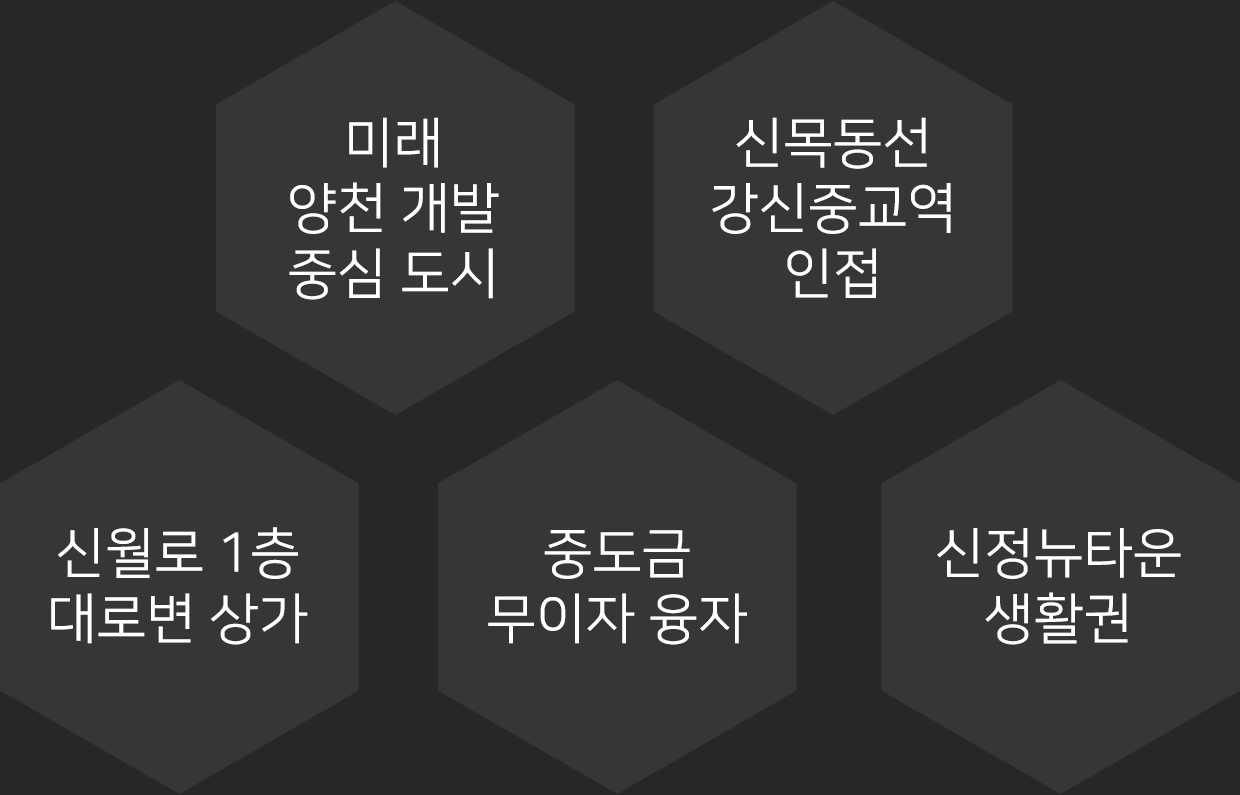 미래
양천 개발
중심 도시
신목동선
강신중교역
인접
신월로 1층
대로변 상가
중도금
무이자 융자
신정뉴타운
생활권